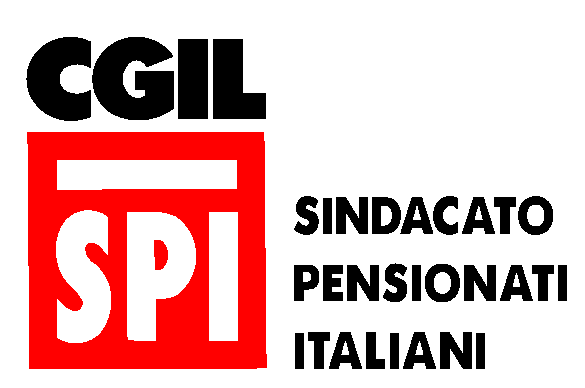 CGIL
SPI
SINDACATO
PENSIONATI
ITALIANI